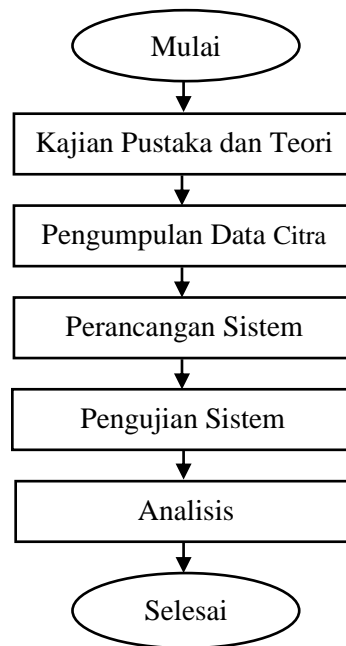 Mulai
Kajian Pustaka dan Teori
Pengumpulan Data Citra
Perancangan Sistem
Pengujian Sistem
Analisis
Selesai